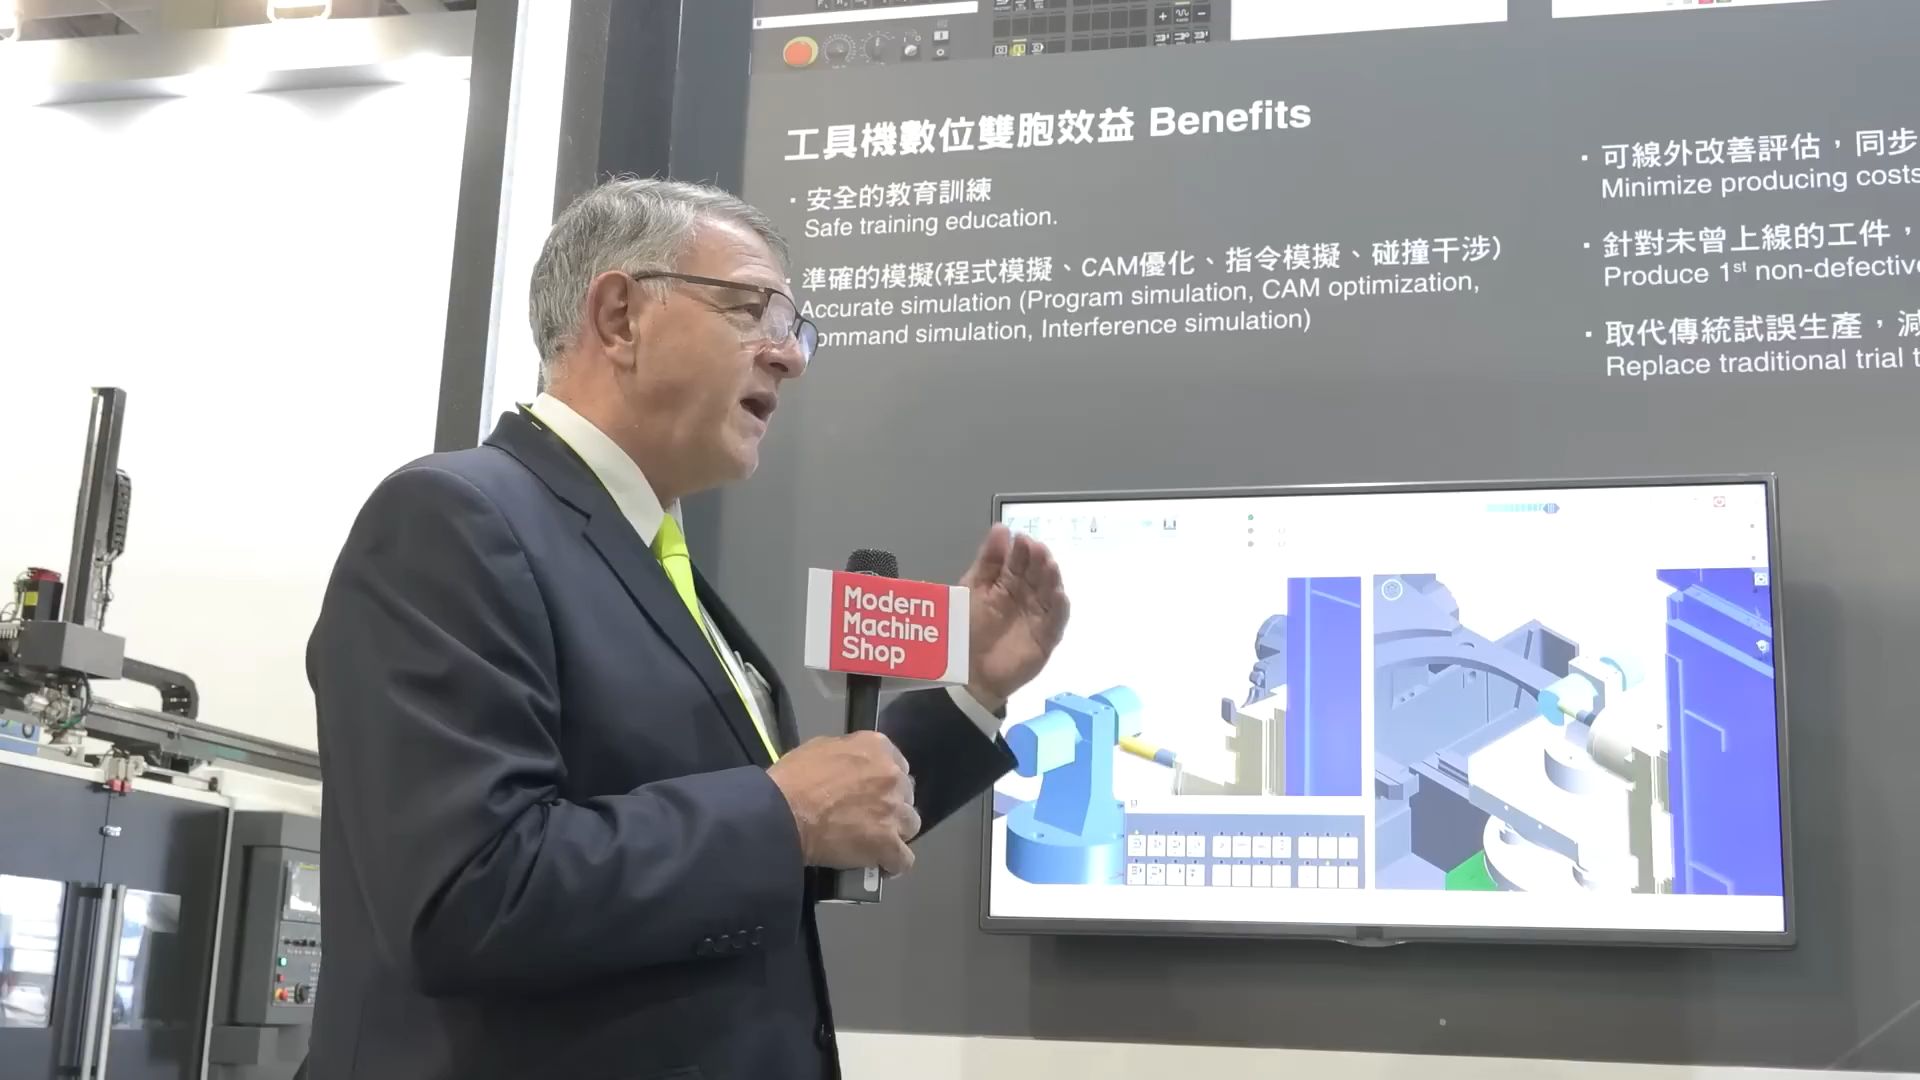 工具機數位雙胞效益 Benefits
· 安全的教育訓練
Safe training education.
· 準確的模擬(程式模擬、CAM優化、指令模擬、碰撞干涉)
Accurate simulation (Program simulation, CAM optimization,
ommand simulation, Interference simulation)
· 可線外改善評估，同步
Minimize producing costs
· 針對未曾上線的工件，
Produce 1st non-defective
· 取代傳統試誤生產，減
Replace traditional trial t
Modern
Machine
Shop